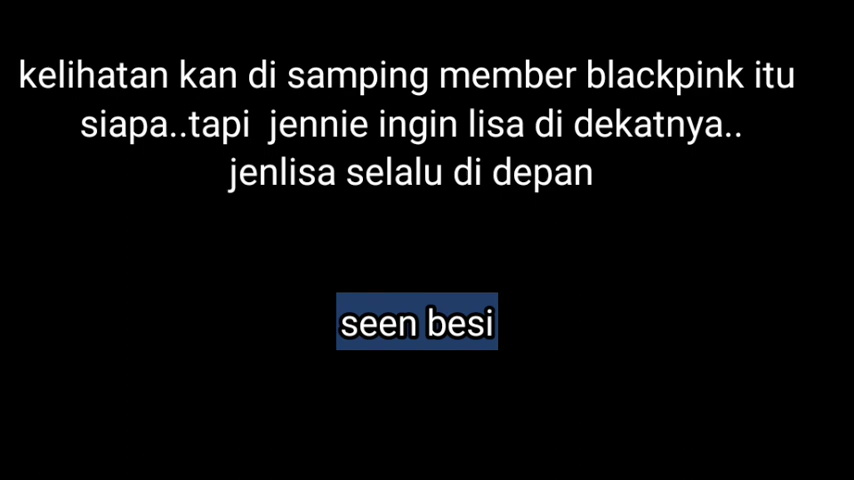 kelihatan kan di samping member blackpink itu
siapa..tapi  jennie ingin lisa di dekatnya..
jenlisa selalu di depan
seen besi